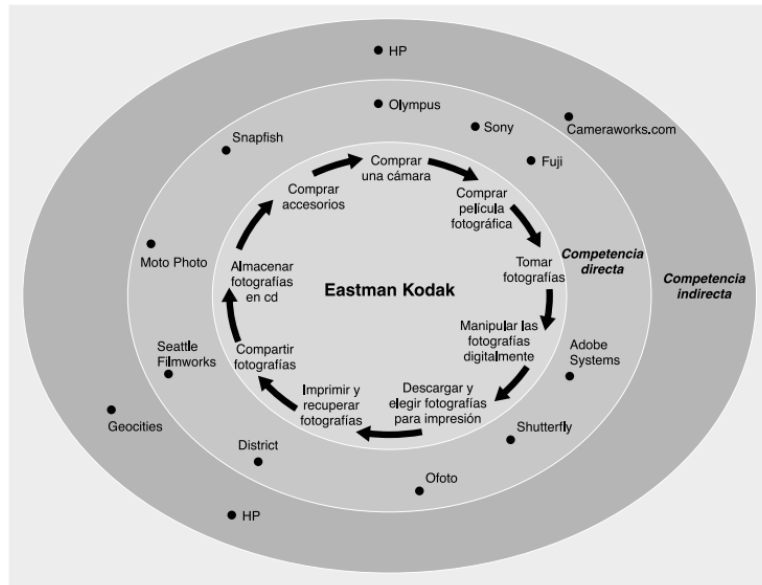 HP
Olympus
Cameraworks.com
Sony
Snapfish
Fuji
Comprar
una cámara
Comprar
accesorios
Comprar
película
fotográfica
Moto Photo
Almacenar
fotografías
en cd
Eastman Kodak
Tomar
fotografías
Competencia
directa
Competencia
indirecta
Manipular las
fotografías
digitalmente
Adobe
Systems
Seattle
Filmworks
Compartir
fotografías
Imprimir y
recuperar
fotografías
Descargar y
elegir fotografías
para impresión
Geocities
District
Shutterfly
Ofoto
HP